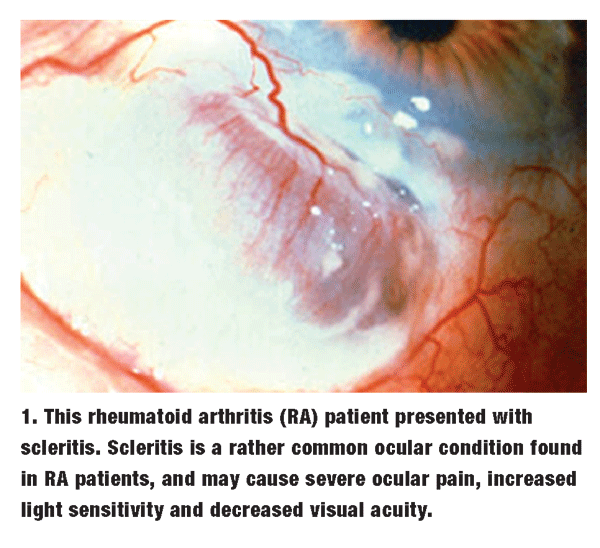 1. This rheumatoid arthritis (RA) patient presented with
scleritis. Scleritis is a rather common ocular condition found
in RA patients, and may cause severe ocular pain, increased
light sensitivity and decreased visual acuity.